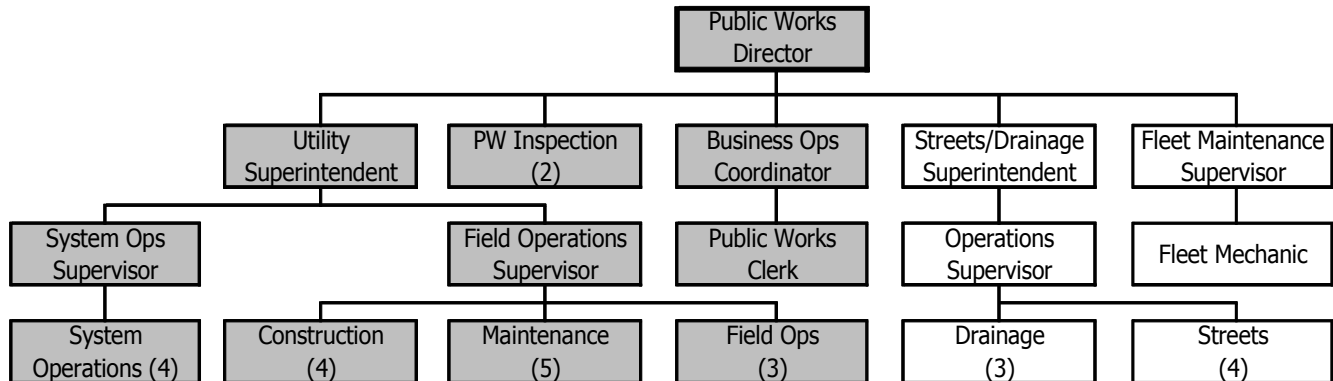 Public Works
Director
Utility
Superintendent
PW Inspection
(2)
Business Ops
Coordinator
Streets/Drainage
Superintendent
Fleet Maintenance
Supervisor
System Ops
Supervisor
Field Operations
Supervisor
Public Works
Clerk
Operations
Supervisor
Fleet Mechanic
System
Operations (4)
Construction
(4)
Maintenance
(5)
Field Ops
(3)
Drainage
(3)
Streets
(4)